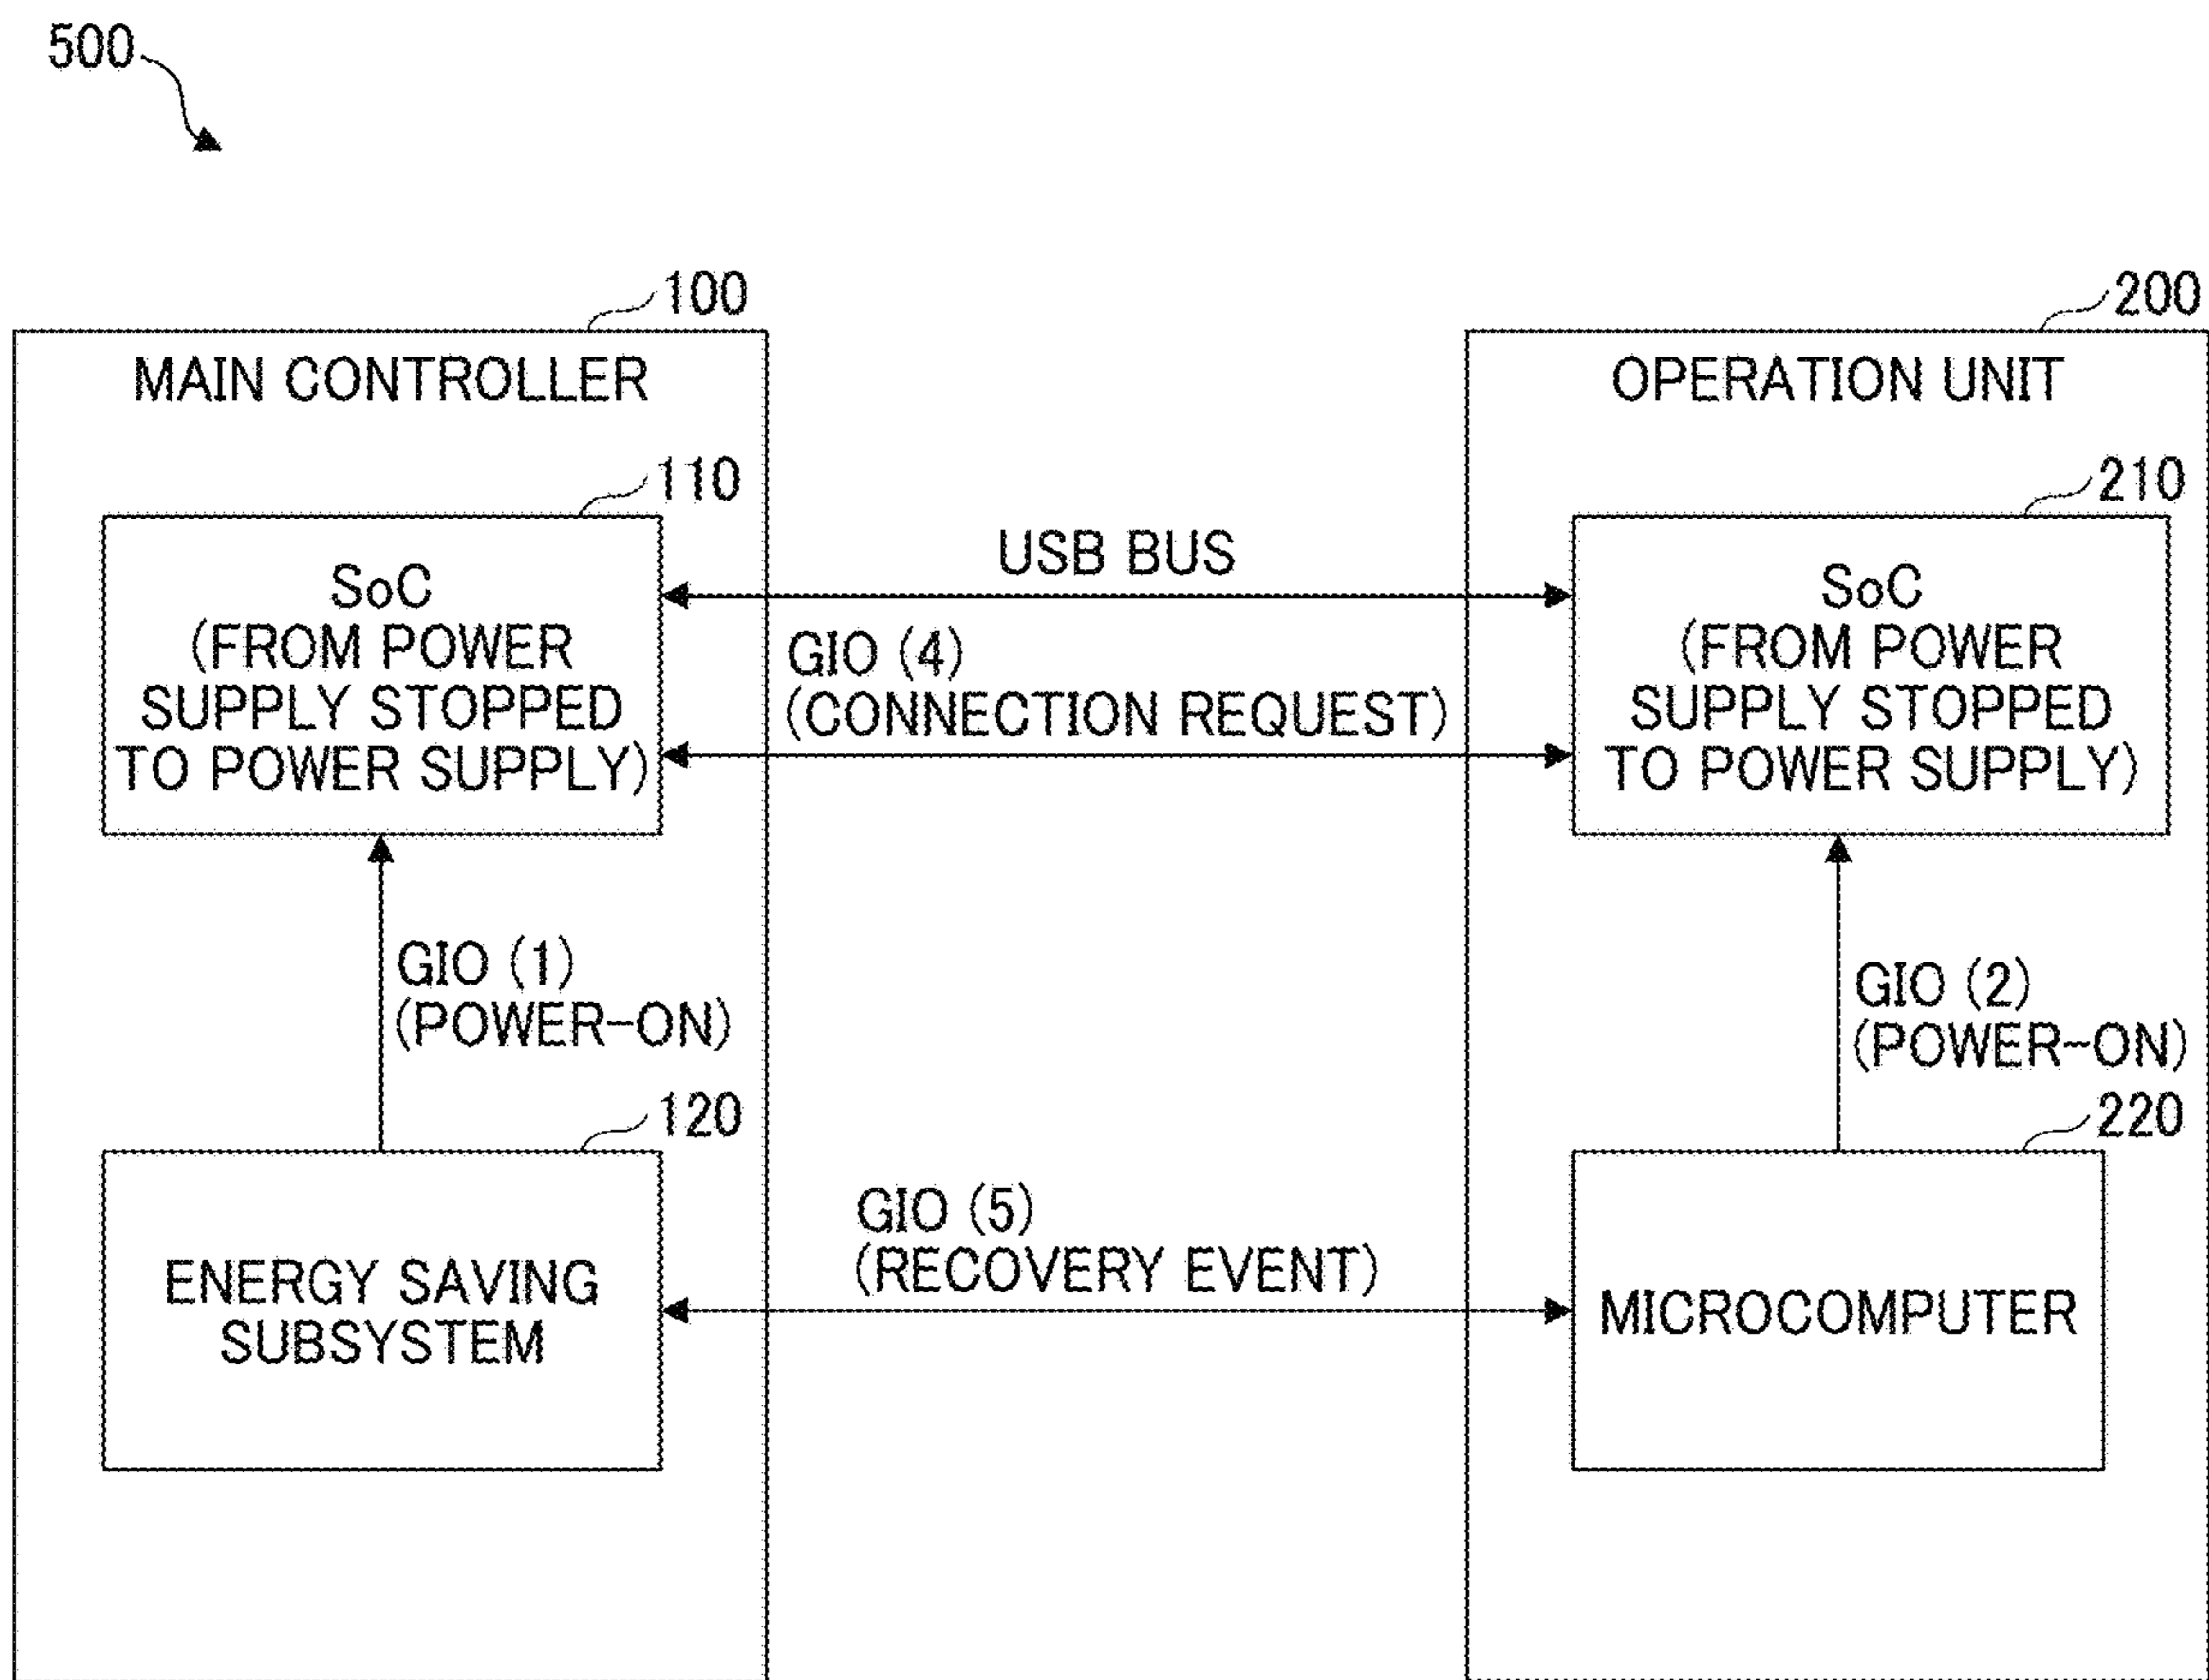 500
100
MAIN CONTROLLER
110
SoC
(FROM POWER
SUPPLY STOPPED
TO POWER SUPPLY)
GIO (1)
(POWER-ON)
120
ENERGY SAVING
SUBSYSTEM
USB BUS
GIO (4)
(CONNECTION REQUEST)
GIO (5)
(RECOVERY EVENT)
200
OPERATION UNIT
210
SoC
(FROM POWER
SUPPLY STOPPED
TO POWER SUPPLY)
GIO (2)
(POWER-ON)
220
MICROCOMPUTER